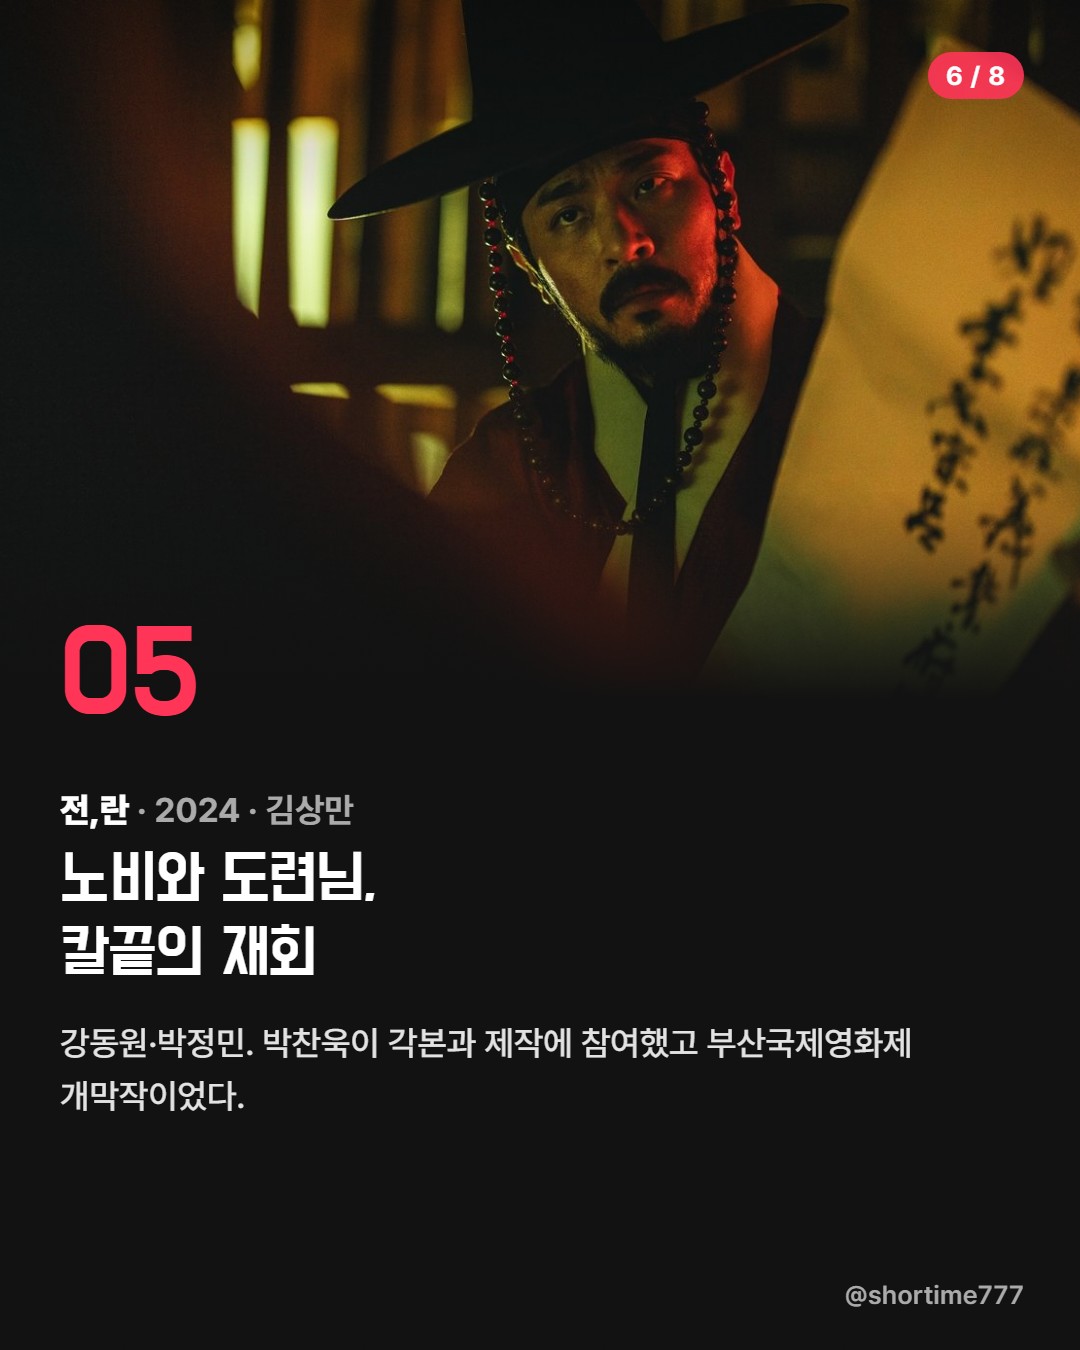 6 / 8
05
전,란 · 2024 · 김상만
노비와 도련님,
칼끝의 재회
강동원·박정민. 박찬욱이 각본과 제작에 참여했고 부산국제영화제
개막작이었다.
@shortime777